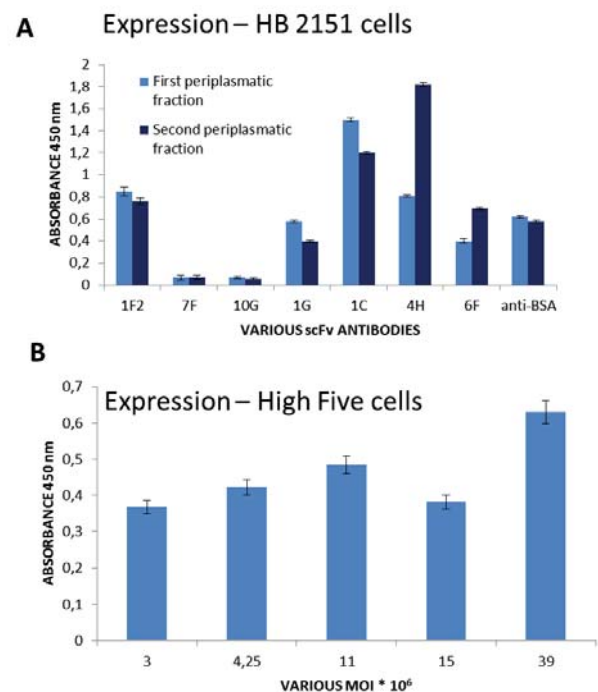 A
Expression – HB 2151 cells
ABSORBANCE 450 nm
2
1,8
1,6
1,4
1,2
1
0,8
0,6
0,4
0,2
0
First periplasmatic
fraction
Second periplasmatic
fraction
1F2 7F 10G 1G 1C 4H 6F anti-BSA
VARIOUS scFv ANTIBODIES
B
Expression – High Five cells
ABSORBANCE 450 nm
0,7
0,6
0,5
0,4
0,3
0,2
0,1
0
3 4,25 11 15 39
VARIOUS MOI * 10⁶